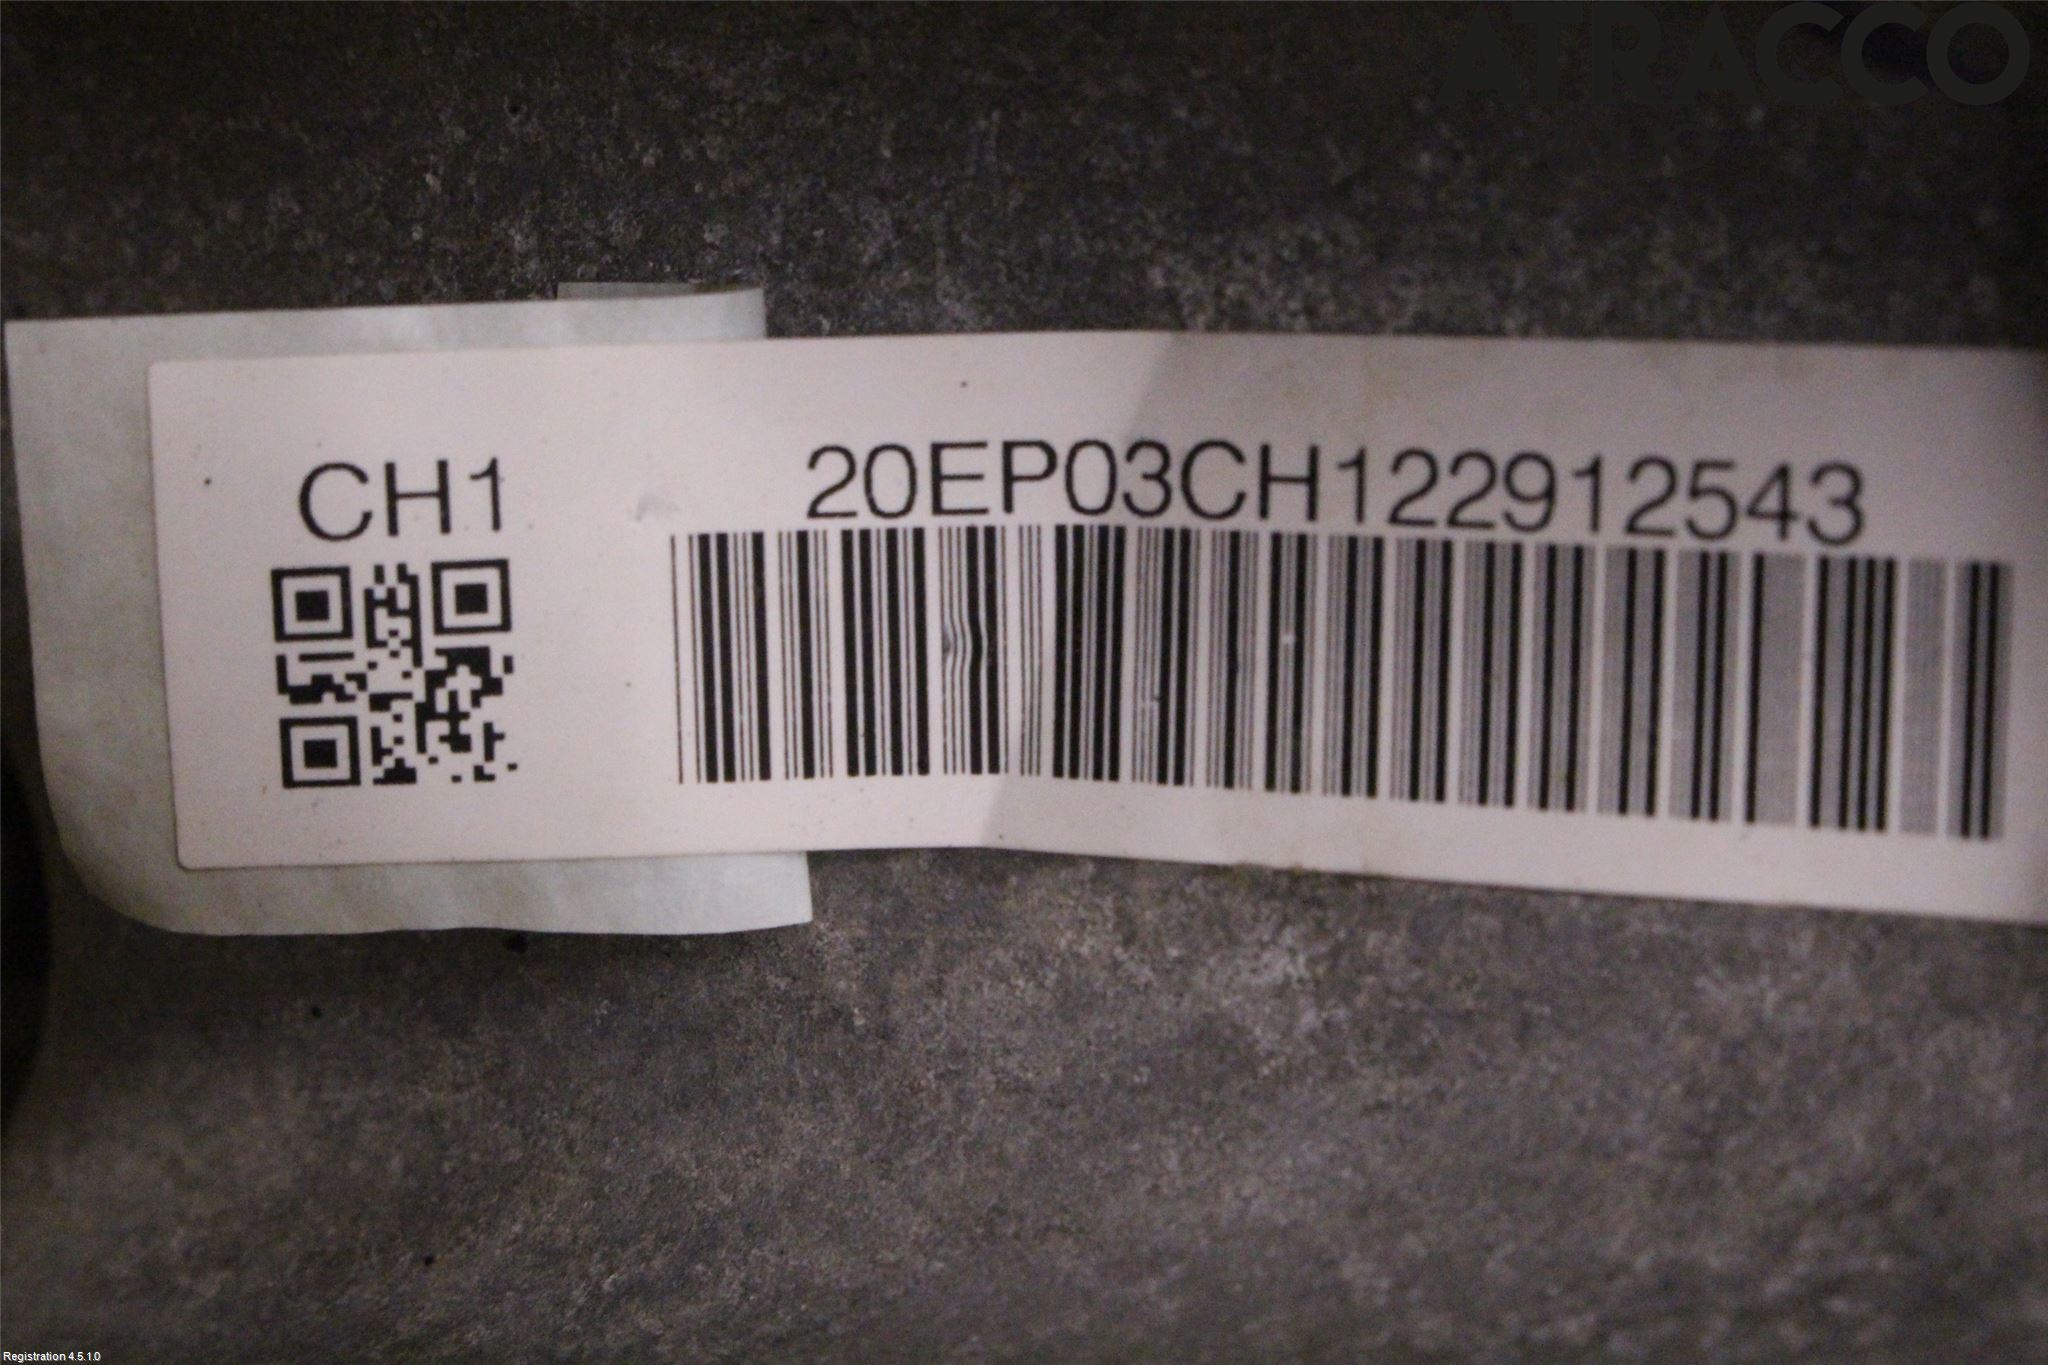 ATRACCO
CH1
20EP03CH122912543
Registration 4.5.1.0